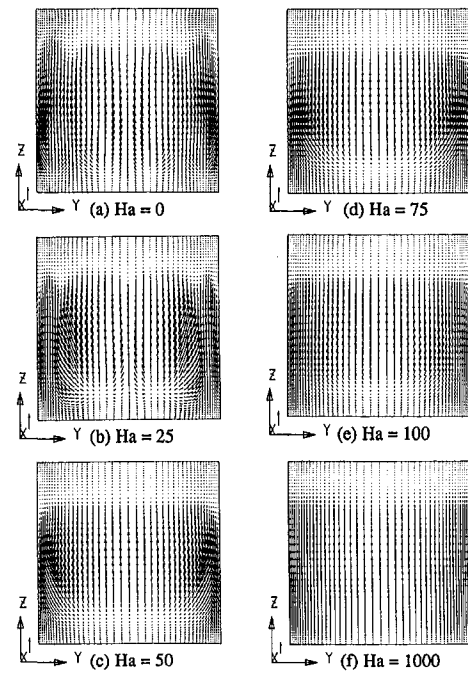 Z
X
Y
(a) Ha = 0
Z
X
Y
(d) Ha = 75
Z
X
Y
(b) Ha = 25
Z
X
Y
(e) Ha = 100
Z
X
Y
(c) Ha = 50
Z
X
Y
(f) Ha = 1000